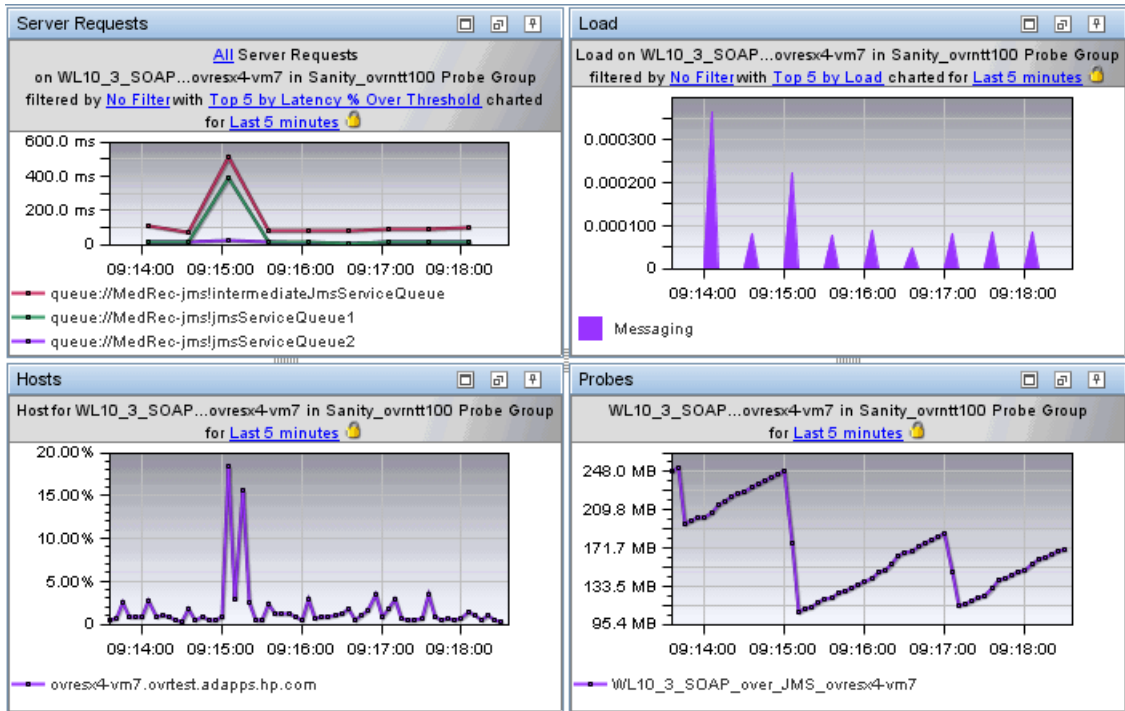 Server Requests
All Server Requests
on WL10_3_SOAP...ovresx4-vm7 in Sanity_ovrntt100 Probe Group
filtered by No Filter with Top 5 by Latency % Over Threshold charted
for Last 5 minutes
600.0 ms
400.0 ms
200.0 ms
0
09:14:00 09:15:00 09:16:00 09:17:00 09:18:00
queue://MedRec-jms!intermediateJmsServiceQueue
queue://MedRec-jms!jmsServiceQueue1
queue://MedRec-jms!jmsServiceQueue2
Load
Load on WL10_3_SOAP...ovresx4-vm7 in Sanity_ovrntt100 Probe Group
filtered by No Filter with Top 5 by Load charted for Last 5 minutes
0.000300
0.000200
0.000100
0
09:14:00 09:15:00 09:16:00 09:17:00 09:18:00
Messaging
Hosts
Host for WL10_3_SOAP...ovresx4-vm7 in Sanity_ovrntt100 Probe Group
for Last 5 minutes
20.00%
15.00%
10.00%
5.00%
0
09:14:00 09:15:00 09:16:00 09:17:00 09:18:00
ovresx4-vm7.ovrtest.adapps.hp.com
Probes
WL10_3_SOAP...ovresx4-vm7 in Sanity_ovrntt100 Probe Group
for Last 5 minutes
248.0 MB
209.8 MB
171.7 MB
133.5 MB
95.4 MB
09:14:00 09:15:00 09:16:00 09:17:00 09:18:00
WL10_3_SOAP_over_JMS_ovresx4-vm7